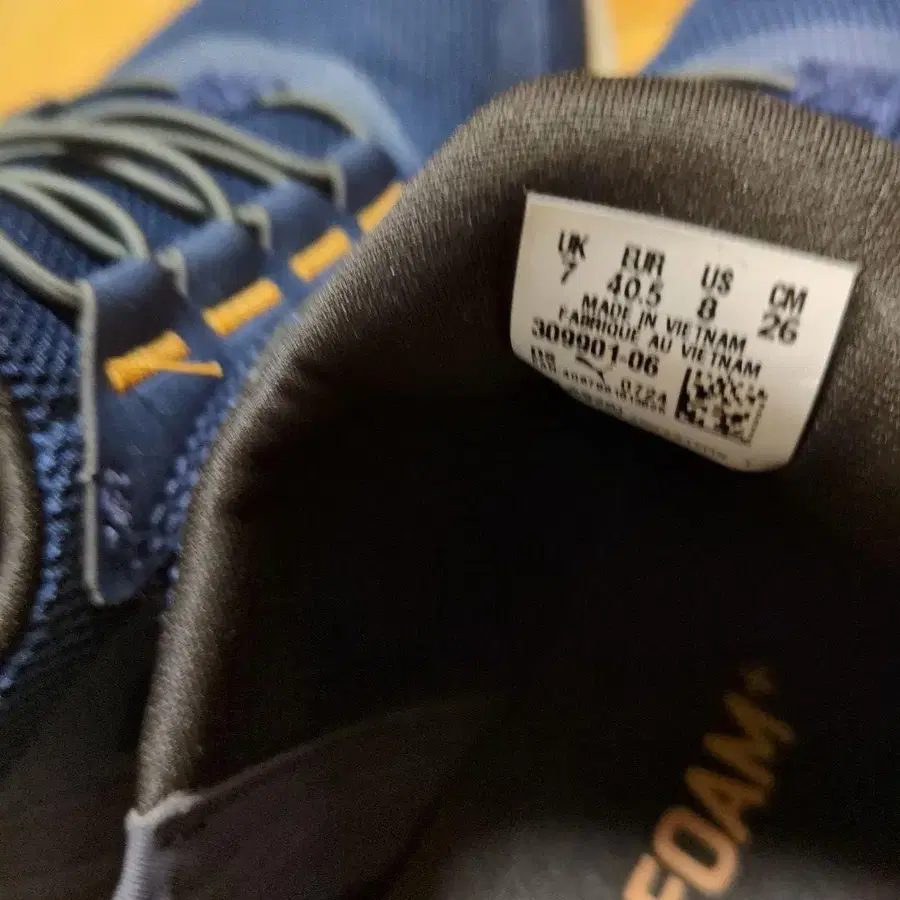 UK EUR US CM
7 40.5 8 26
MADE IN VIETNAM
FABRIQUE AU VIETNAM
309901-06
0724
FOAM+